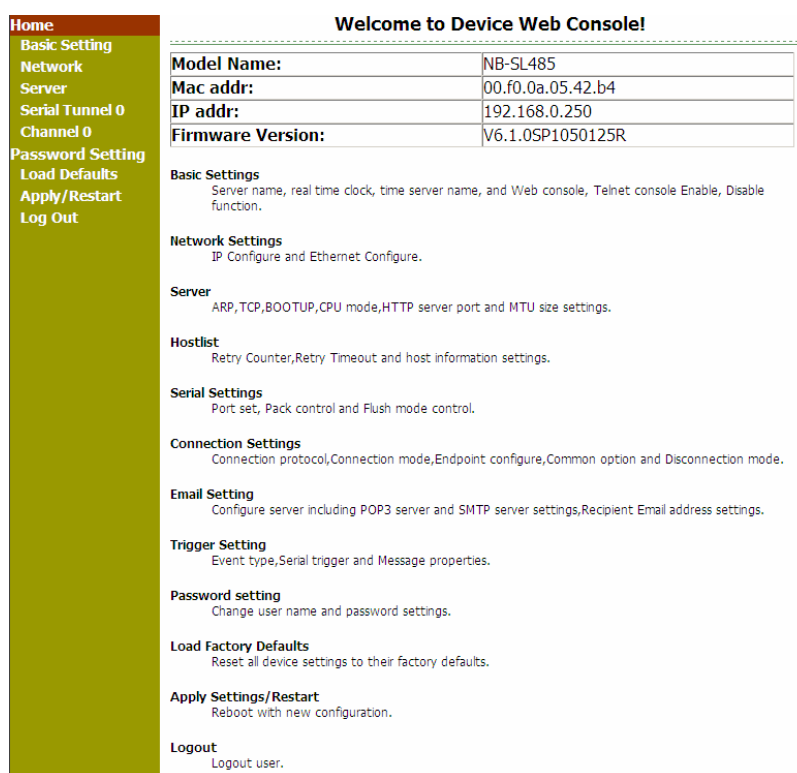 Home
Basic Setting
Network
Server
Serial Tunnel 0
Channel 0
Password Setting
Load Defaults
Apply/Restart
Log Out
Welcome to Device Web Console!
Model Name: NB-SL485
Mac addr: 00.f0.0a.05.42.b4
IP addr: 192.168.0.250
Firmware Version: V6.1.0SP1050125R
Basic Settings
Server name, real time clock, time server name, and Web console, Telnet console Enable, Disable
function.
Network Settings
IP Configure and Ethernet Configure.
Server
ARP,TCP,BOOTUP,CPU mode,HTTP server port and MTU size settings.
Hostlist
Retry Counter,Retry Timeout and host information settings.
Serial Settings
Port set, Pack control and Flush mode control.
Connection Settings
Connection protocol,Connection mode,Endpoint configure,Common option and Disconnection mode.
Email Setting
Configure server including POP3 server and SMTP server settings,Recipient Email address settings.
Trigger Setting
Event type,Serial trigger and Message properties.
Password setting
Change user name and password settings.
Load Factory Defaults
Reset all device settings to their factory defaults.
Apply Settings/Restart
Reboot with new configuration.
Logout
Logout user.